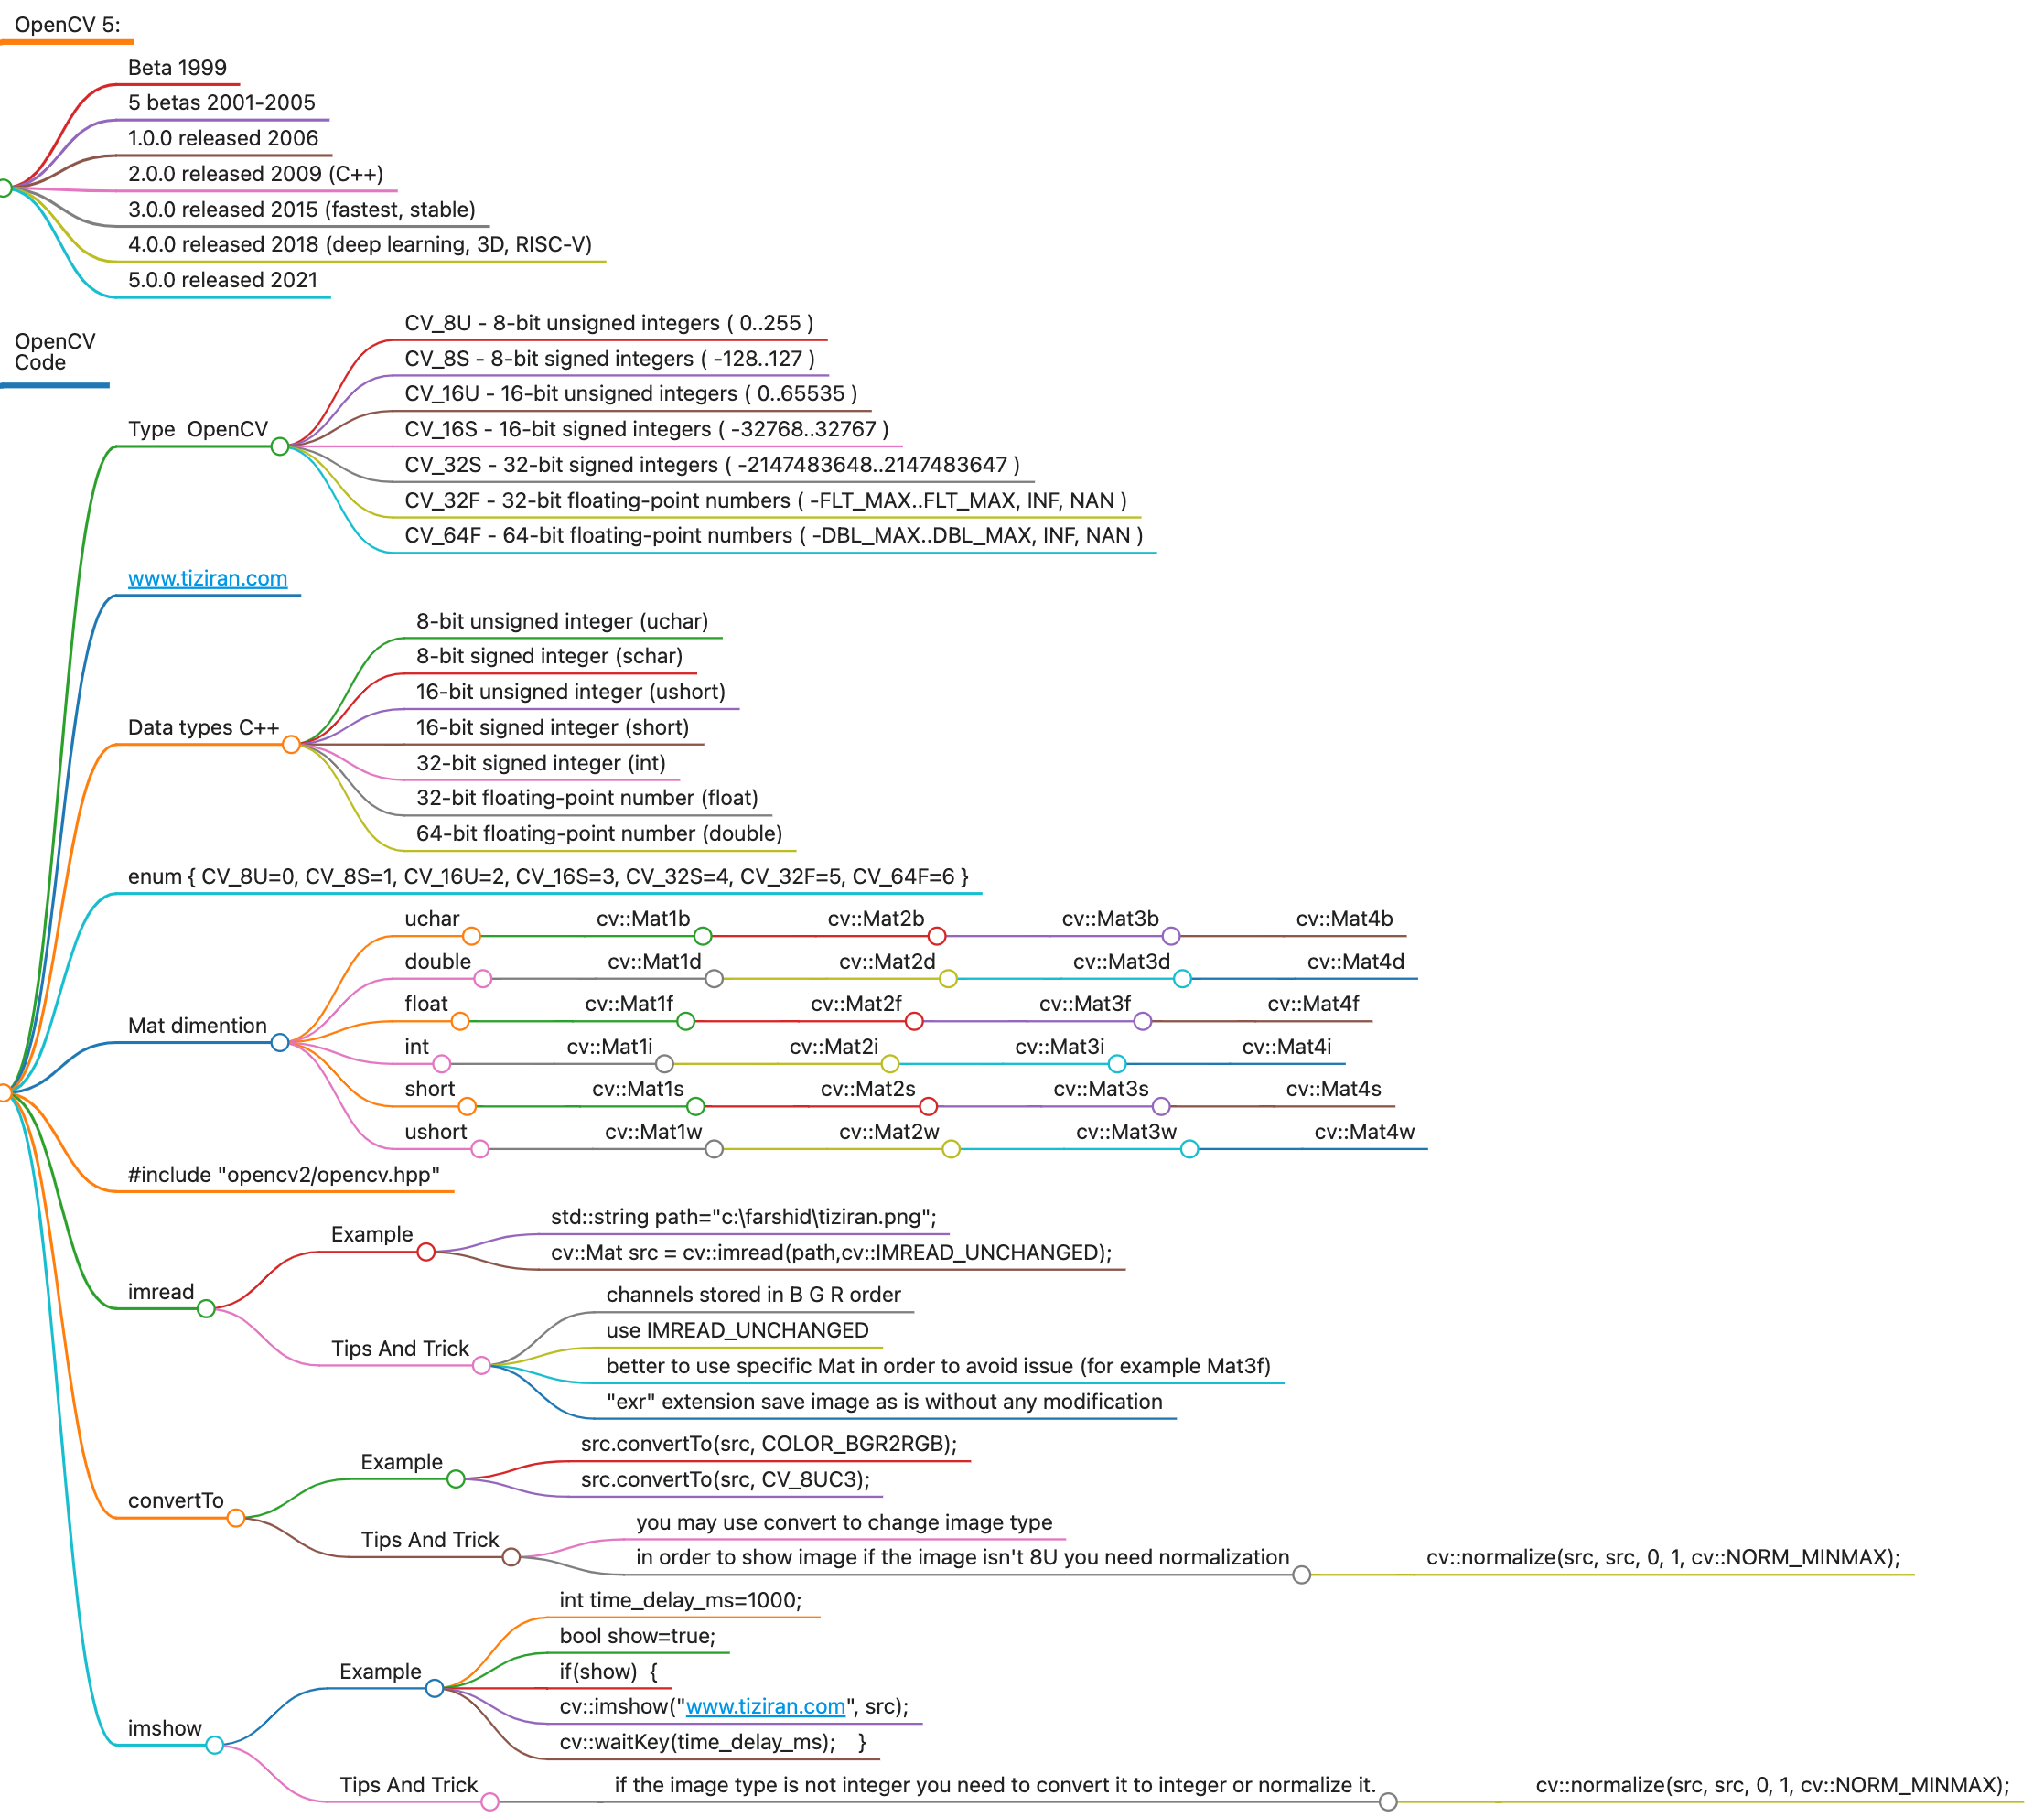 OpenCV 5:
Beta 1999
5 betas 2001-2005
1.0.0 released 2006
2.0.0 released 2009 (C++)
3.0.0 released 2015 (fastest, stable)
4.0.0 released 2018 (deep learning, 3D, RISC-V)
5.0.0 released 2021
OpenCV
Code
Type  OpenCV
CV_8U - 8-bit unsigned integers ( 0..255 )
CV_8S - 8-bit signed integers ( -128..127 )
CV_16U - 16-bit unsigned integers ( 0..65535 )
CV_16S - 16-bit signed integers ( -32768..32767 )
CV_32S - 32-bit signed integers ( -2147483648..2147483647 )
CV_32F - 32-bit floating-point numbers ( -FLT_MAX..FLT_MAX, INF, NAN )
CV_64F - 64-bit floating-point numbers ( -DBL_MAX..DBL_MAX, INF, NAN )
www.tiziran.com
Data types C++
8-bit unsigned integer (uchar)
8-bit signed integer (schar)
16-bit unsigned integer (ushort)
16-bit signed integer (short)
32-bit signed integer (int)
32-bit floating-point number (float)
64-bit floating-point number (double)
enum { CV_8U=0, CV_8S=1, CV_16U=2, CV_16S=3, CV_32S=4, CV_32F=5, CV_64F=6 }
Mat dimention
uchar cv::Mat1b cv::Mat2b cv::Mat3b cv::Mat4b
double cv::Mat1d cv::Mat2d cv::Mat3d cv::Mat4d
float cv::Mat1f cv::Mat2f cv::Mat3f cv::Mat4f
int cv::Mat1i cv::Mat2i cv::Mat3i cv::Mat4i
short cv::Mat1s cv::Mat2s cv::Mat3s cv::Mat4s
ushort cv::Mat1w cv::Mat2w cv::Mat3w cv::Mat4w
#include "opencv2/opencv.hpp"
imread
Example
std::string path="c:\farshid\tiziran.png";
cv::Mat src = cv::imread(path,cv::IMREAD_UNCHANGED);
Tips And Trick
channels stored in B G R order
use IMREAD_UNCHANGED
better to use specific Mat in order to avoid issue (for example Mat3f)
"exr" extension save image as is without any modification
convertTo
Example
src.convertTo(src, COLOR_BGR2RGB);
src.convertTo(src, CV_8UC3);
Tips And Trick
you may use convert to change image type
in order to show image if the image isn't 8U you need normalization
cv::normalize(src, src, 0, 1, cv::NORM_MINMAX);
imshow
Example
int time_delay_ms=1000;
bool show=true;
if(show)  {
cv::imshow("www.tiziran.com", src);
cv::waitKey(time_delay_ms);    }
Tips And Trick
if the image type is not integer you need to convert it to integer or normalize it.
cv::normalize(src, src, 0, 1, cv::NORM_MINMAX);